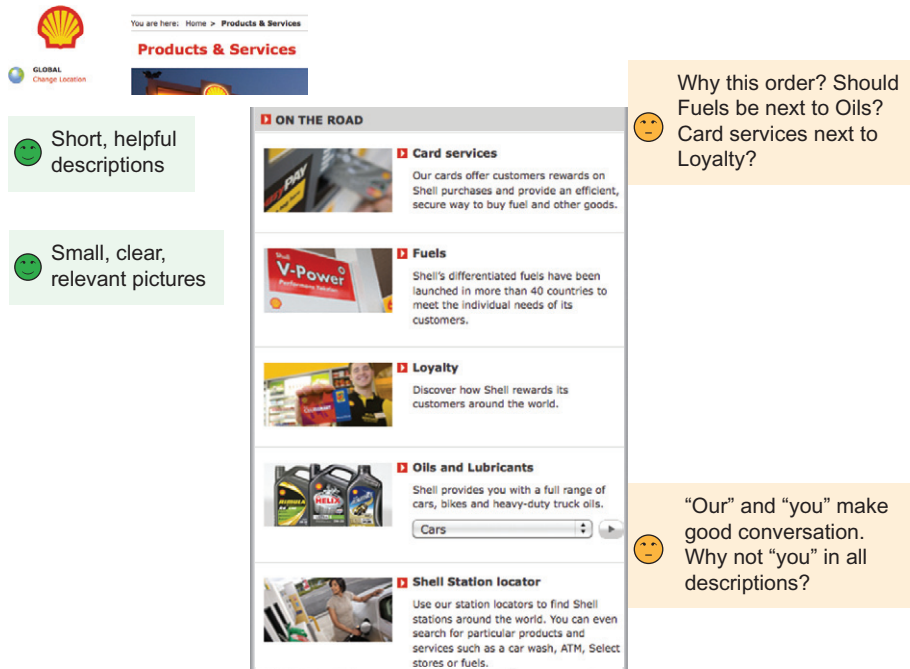 You are here: Home > Products & Services
Products & Services
GLOBAL
Change Location
Short, helpful
descriptions
Small, clear,
relevant pictures
ON THE ROAD
Card services
Our cards offer customers rewards on
Shell purchases and provide an efficient,
secure way to buy fuel and other goods.
Fuels
Shell's differentiated fuels have been
launched in more than 40 countries to
meet the individual needs of its
customers.
Shell
V-Power
Loyalty
Discover how Shell rewards its
customers around the world.
Oils and Lubricants
Shell provides you with a full range of
cars, bikes and heavy-duty truck oils.
Cars
HELIX
Shell Station locator
Use our station locators to find Shell
stations around the world. You can even
search for particular products and
services such as a car wash, ATM, Select
stores or fuels.
Why this order? Should
Fuels be next to Oils?
Card services next to
Loyalty?
“Our” and “you” make
good conversation.
Why not “you” in all
descriptions?